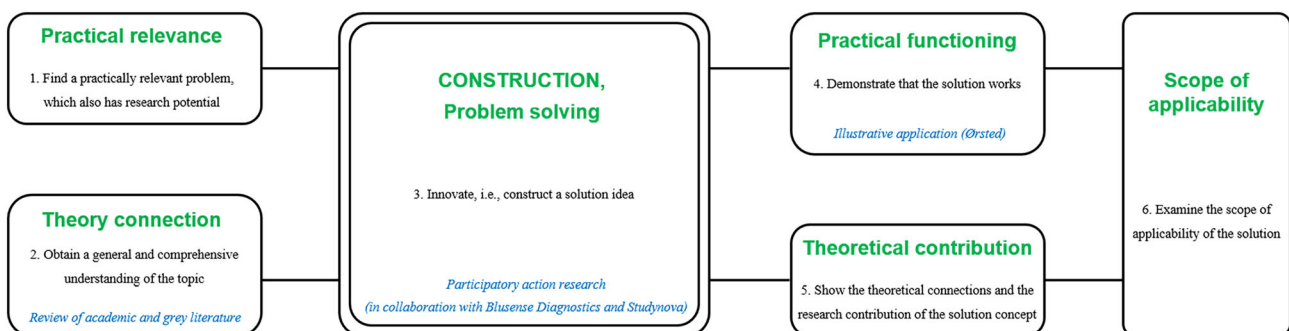 Practical relevance
1. Find a practically relevant problem,
which also has research potential
Theory connection
2. Obtain a general and comprehensive
understanding of the topic
Review of academic and grey literature
CONSTRUCTION,
Problem solving
3. Innovate, i.e., construct a solution idea
Participatory action research
(in collaboration with Blusense Diagnostics and Studynova)
Practical functioning
4. Demonstrate that the solution works
Illustrative application (Ørsted)
Theoretical contribution
5. Show the theoretical connections and the
research contribution of the solution concept
Scope of
applicability
6. Examine the scope of
applicability of the solution